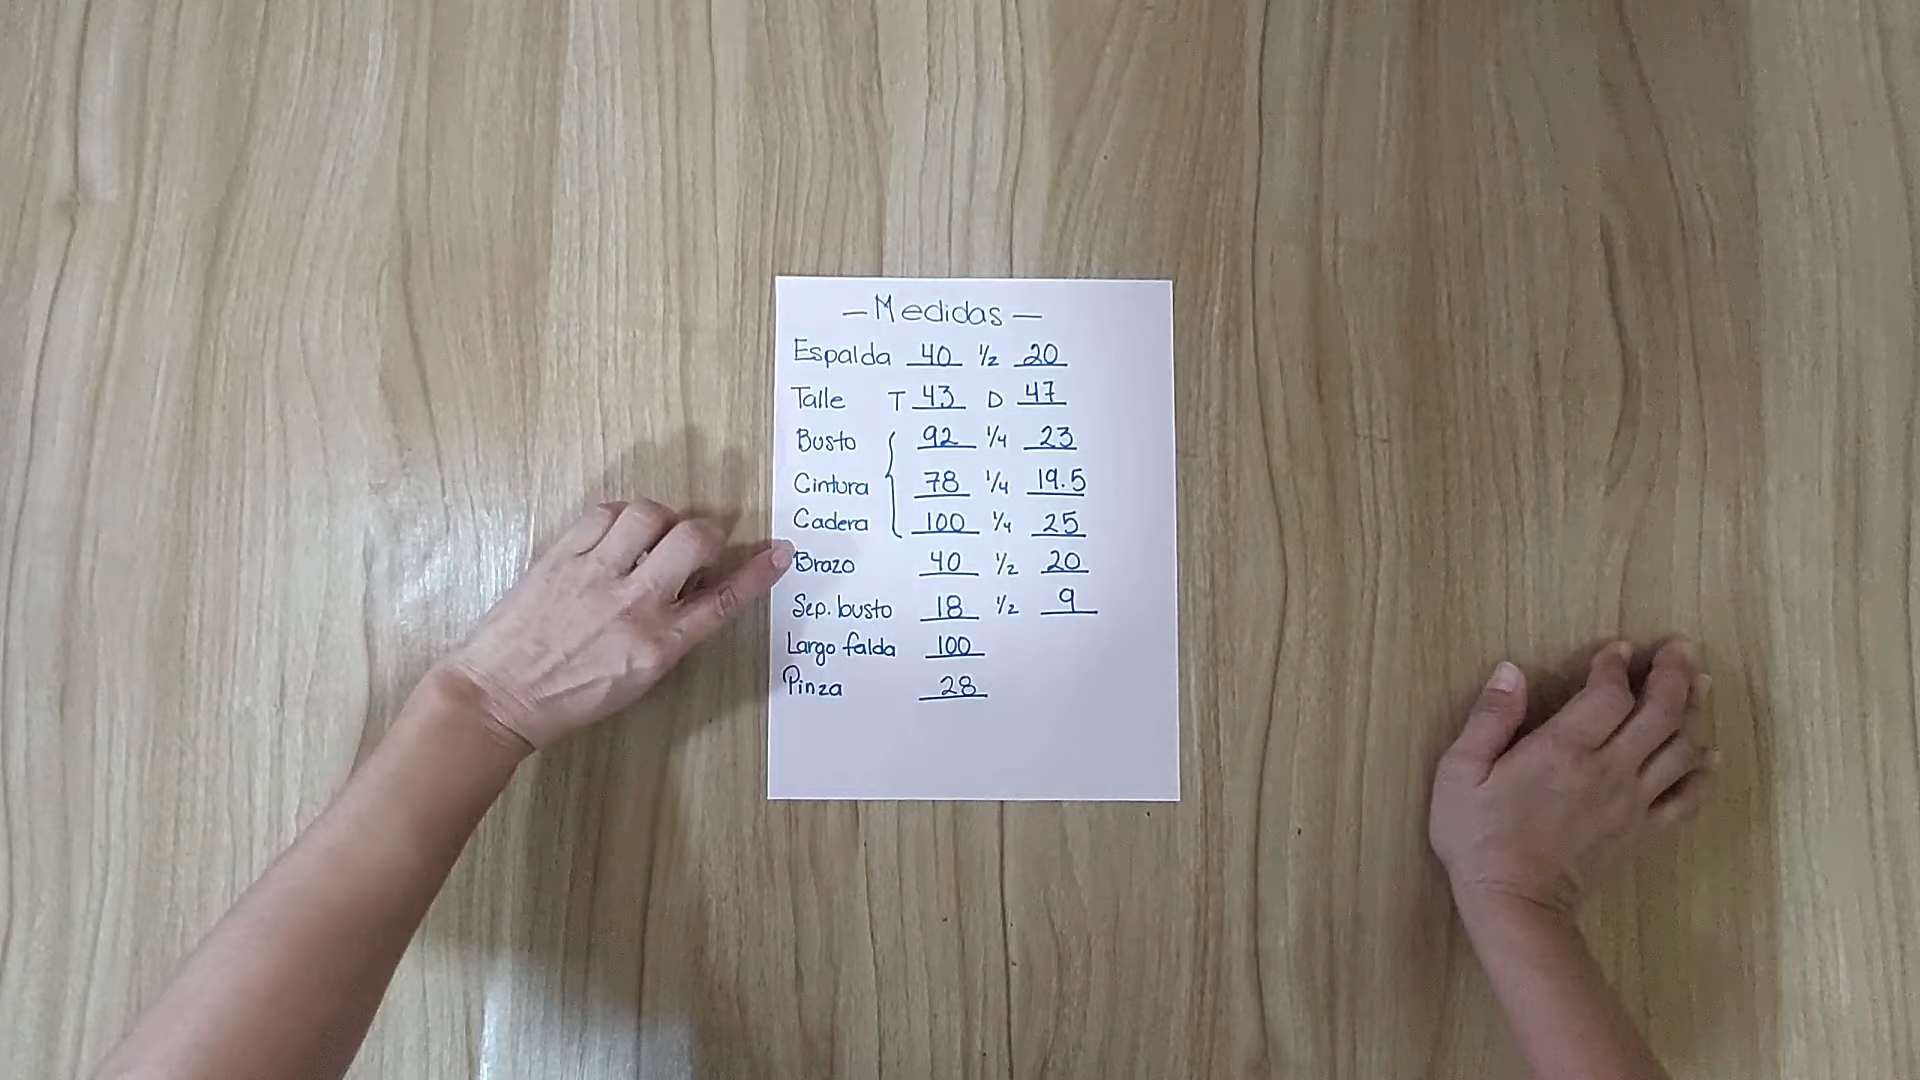 — Medidas —
Espalda 40 1/2 20
Talle T 43 D 47
Busto { 92 1/4 23
Cintura 78 1/4 19.5
Cadera 100 1/4 25
Brazo 40 1/2 20
Sep. busto 18 1/2 9
Largo falda 100
Pinza 28